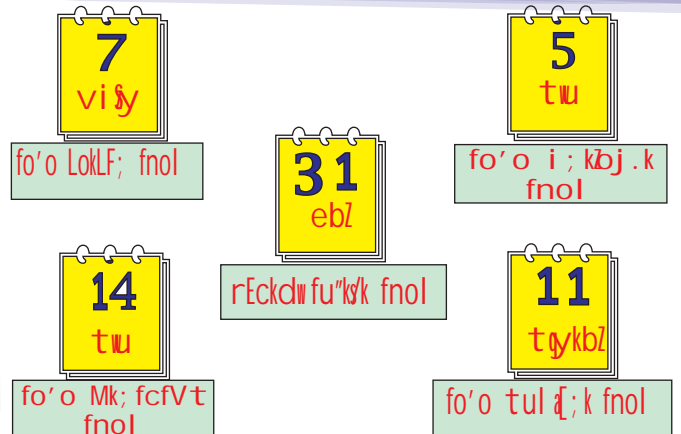 7
5
viSy
twu
fo'o LokLF; fnol
fo'o i;kZoj.k
fnol
31
ebZ
rEckdw fu"ks/k fnol
14
11
twu
tqykbZ
fo'o Mk;fcfVt
fnol
fo'o tula[;k fnol